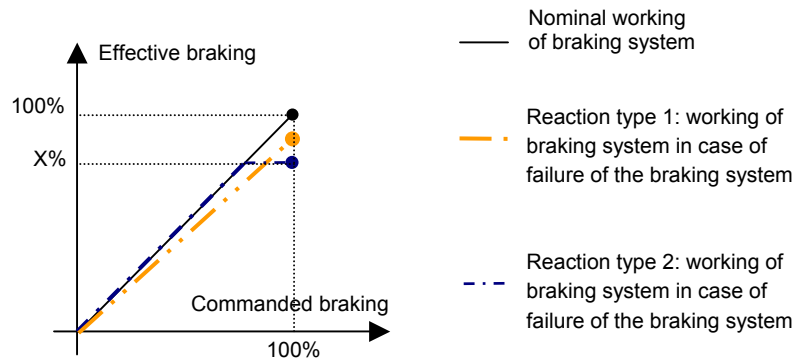 Effective braking
100%
X%
Commanded braking
100%
Nominal working
of braking system
Reaction type 1: working of
braking system in case of
failure of the braking system
Reaction type 2: working of
braking system in case of
failure of the braking system